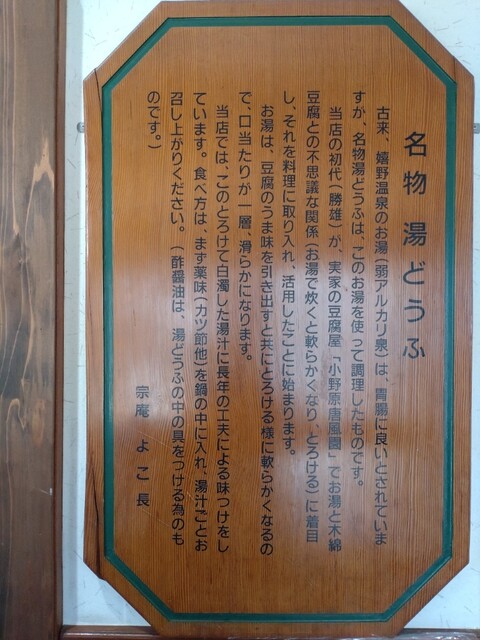 名物 湯どうふ
古来、嬉野温泉のお湯(弱アルカリ泉)は、胃腸に良いとされていま
すが、名物湯どうふは、このお湯を使って調理したものです。
当店の初代(勝雄)が、実家の豆腐屋「小野原唐風園」でお湯と木綿
豆腐との不思議な関係(お湯で炊くと軟らかくなり、とろける)に着目
し、それを料理に取り入れ、活用したことに始まります。
お湯は、豆腐のうま味を引き出すと共にとろける様に軟らかくなるの
で、口当たりが一層、滑らかになります。
当店では、このとろけて白濁した湯汁に長年の工夫による味つけをし
ています。食べ方は、まず薬味(カツ節他)を鍋の中に入れ、湯汁ごとお
召し上がりください。(酢醤油は、湯どうふの中の具をつける為のも
のです。)
宗庵 よこ長